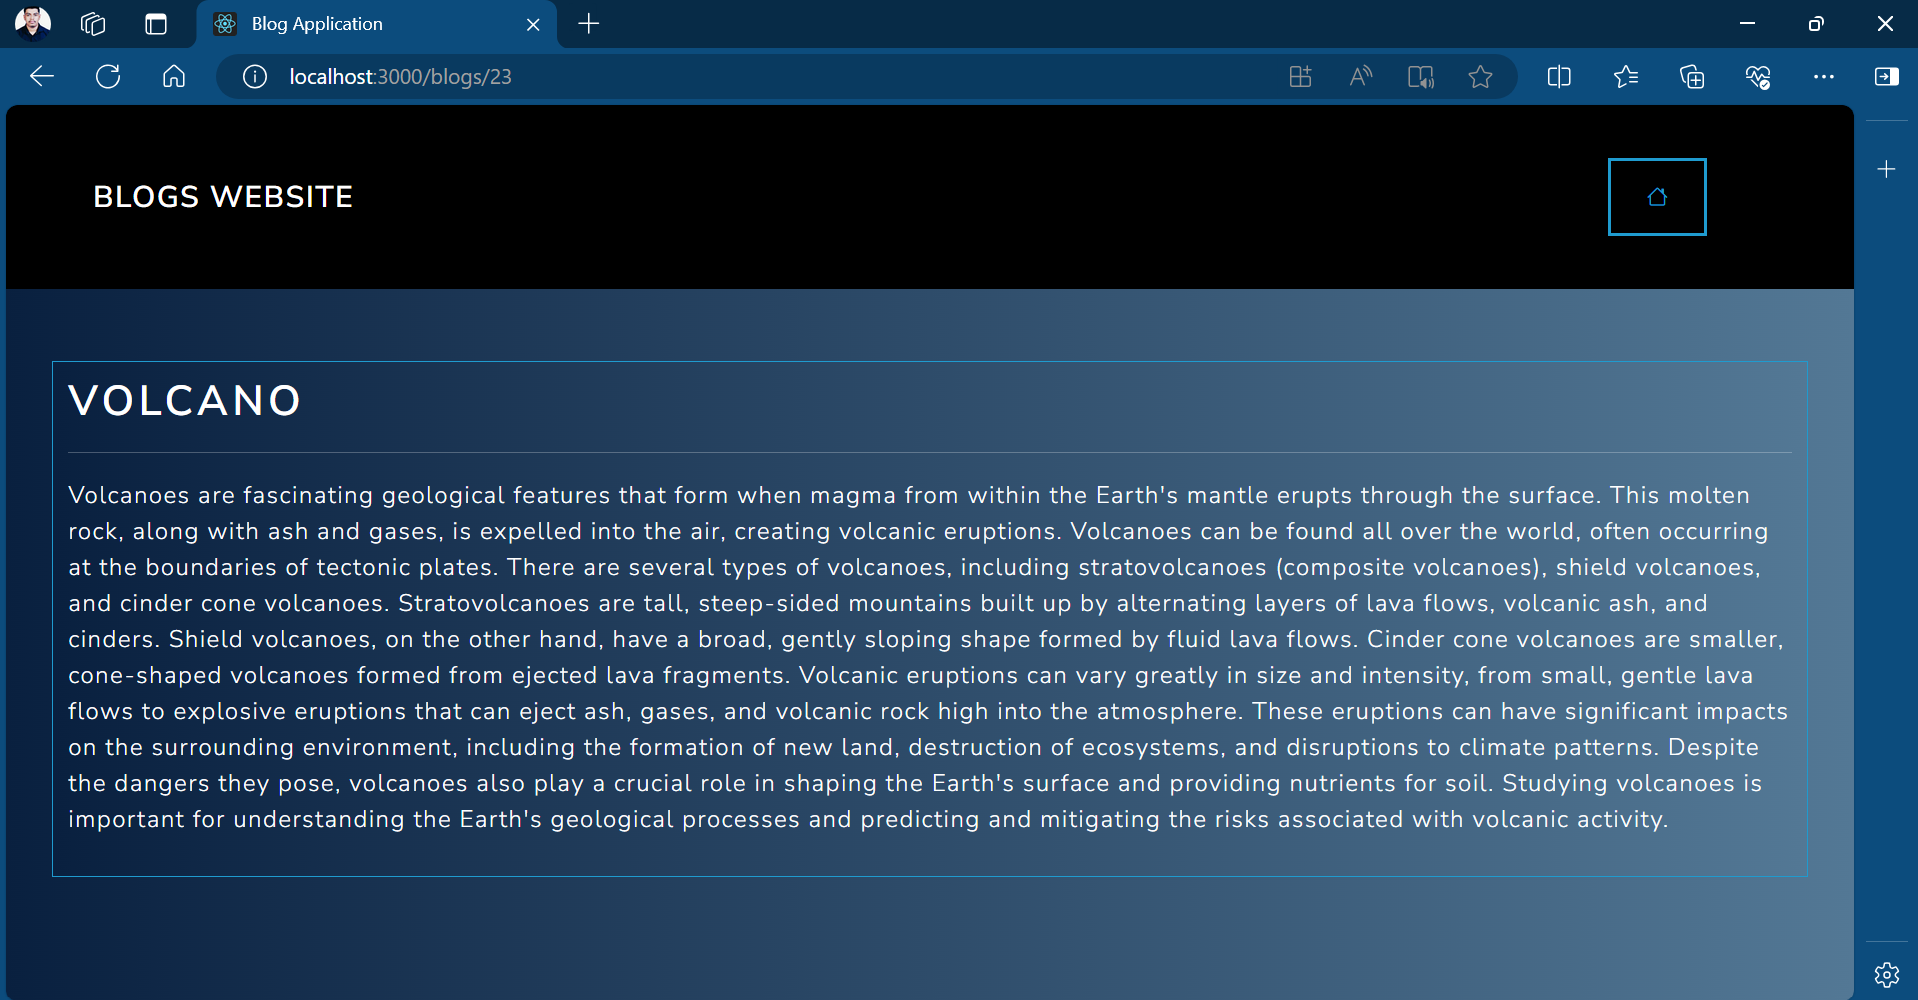 Blog Application
localhost:3000/blogs/23
BLOGS WEBSITE
VOLCANO
Volcanoes are fascinating geological features that form when magma from within the Earth's mantle erupts through the surface. This molten
rock, along with ash and gases, is expelled into the air, creating volcanic eruptions. Volcanoes can be found all over the world, often occurring
at the boundaries of tectonic plates. There are several types of volcanoes, including stratovolcanoes (composite volcanoes), shield volcanoes,
and cinder cone volcanoes. Stratovolcanoes are tall, steep-sided mountains built up by alternating layers of lava flows, volcanic ash, and
cinders. Shield volcanoes, on the other hand, have a broad, gently sloping shape formed by fluid lava flows. Cinder cone volcanoes are smaller,
cone-shaped volcanoes formed from ejected lava fragments. Volcanic eruptions can vary greatly in size and intensity, from small, gentle lava
flows to explosive eruptions that can eject ash, gases, and volcanic rock high into the atmosphere. These eruptions can have significant impacts
on the surrounding environment, including the formation of new land, destruction of ecosystems, and disruptions to climate patterns. Despite
the dangers they pose, volcanoes also play a crucial role in shaping the Earth's surface and providing nutrients for soil. Studying volcanoes is
important for understanding the Earth's geological processes and predicting and mitigating the risks associated with volcanic activity.